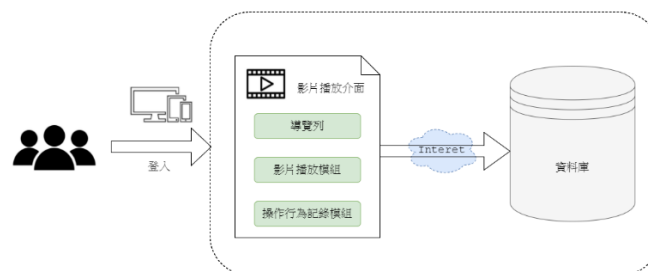 影片播放介面
導覽列
影片播放模組
操作行為記錄模組
登入
Interet
資料庫